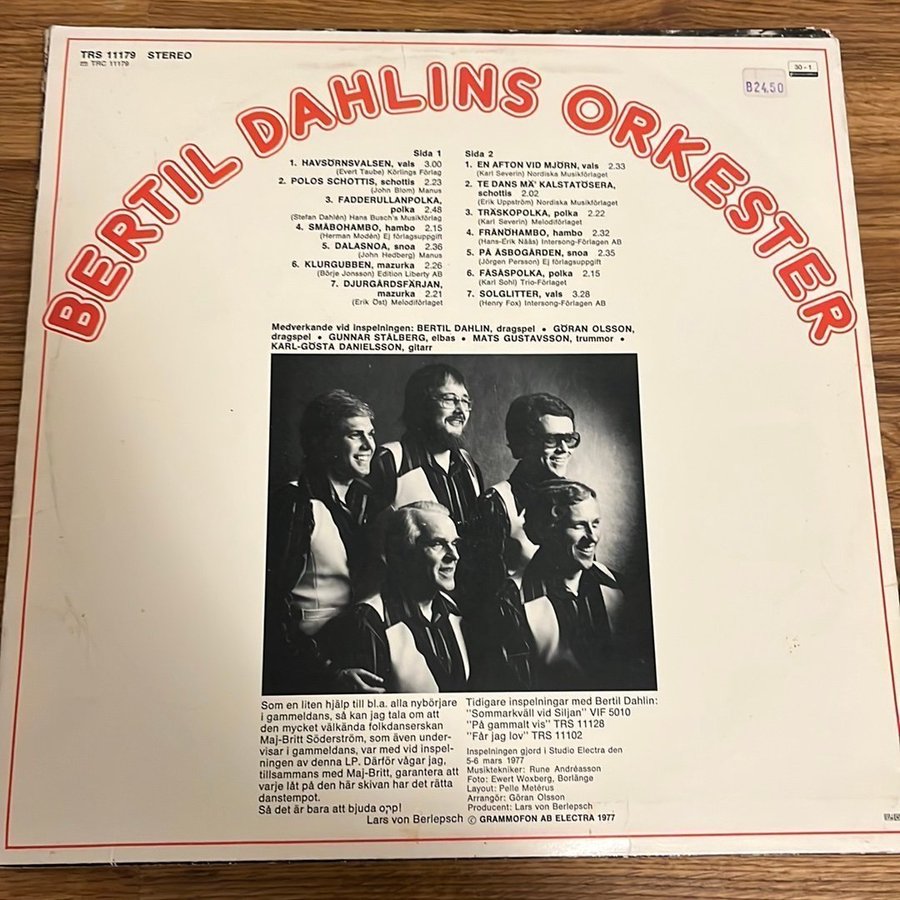 TRS 11179 STEREO
TRC 11179
30 - 1
B24.50
BERTIL DAHLINS ORKESTER
Sida 1
1. HAVSÖRNSVALSEN, vals 3.00
(Evert Taube) Körlings Förlag
2. POLOS SCHOTTIS, schottis 2.23
(John Blom) Manus
3. FADDERULLANPOLKA,
polka 2.48
(Stefan Dahlén) Hans Busch's Musikförlag
4. SMÅBOHAMBO, hambo 2.15
(Herman Modén) Ej förlagsuppgift
5. DALASNOA, snoa 2.36
(John Hedberg) Manus
6. KLURGUBBEN, mazurka 2.26
(Börje Jonsson) Edition Liberty AB
7. DJURGÅRDSFÄRJAN,
mazurka 2.21
(Erik Öst) Melodiförlaget
Sida 2
1. EN AFTON VID MJÖRN, vals 2.33
(Karl Severin) Nordiska Musikförlaget
2. TE DANS MÄ' KALSTATÖSERA,
schottis 2.02
(Erik Uppström) Nordiska Musikförlaget
3. TRÄSKOPOLKA, polka 2.22
(Karl Severin) Melodiförlaget
4. FRÄNÖHAMBO, hambo 2.32
(Hans-Erik Nääs) Intersong-Förlagen AB
5. PÅ ÅSBOGÅRDEN, snoa 2.35
(Jörgen Persson) Ej förlagsuppgift
6. FÅSÅSPOLKA, polka 2.15
(Karl Sohl) Trio-Förlaget
7. SOLGLITTER, vals 3.28
(Henry Fox) Intersong-Förlagen AB
Medverkande vid inspelningen: BERTIL DAHLIN, dragspel • GÖRAN OLSSON,
dragspel • GUNNAR STÅLBERG, elbas • MATS GUSTAVSSON, trummor •
KARL-GÖSTA DANIELSSON, gitarr
Som en liten hjälp till bl.a. alla nybörjare
i gammeldans, så kan jag tala om att
den mycket välkända folkdanserskan
Maj-Britt Söderström, som även under-
visar i gammeldans, var med vid inspel-
ningen av denna LP. Därför vågar jag,
tillsammans med Maj-Britt, garantera att
varje låt på den här skivan har det rätta
danstempot.
Så det är bara att bjuda opp!
Lars von Berlepsch
Tidigare inspelningar med Bertil Dahlin:
"Sommarkväll vid Siljan" VIF 5010
"På gammalt vis" TRS 11128
"Får jag lov" TRS 11102
Inspelningen gjord i Studio Electra den
5-6 mars 1977
Musiktekniker: Rune Andréasson
Foto: Ewert Woxberg, Borlänge
Layout: Pelle Metérus
Arrangör: Göran Olsson
Producent: Lars von Berlepsch
© GRAMMOFON AB ELECTRA 1977